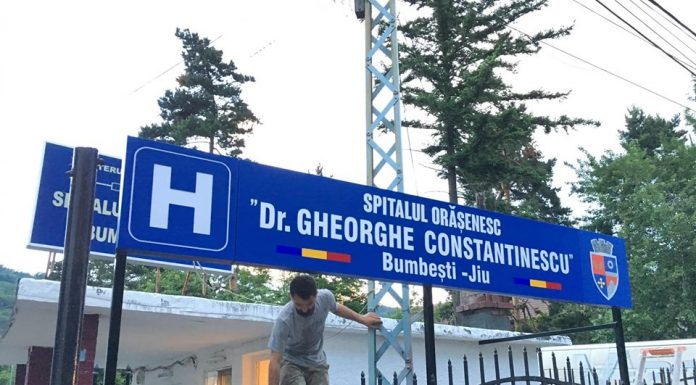 H
SPITALUL ORĂȘENESC
"Dr. GHEORGHE CONSTANTINESCU"
Bumbești -Jiu